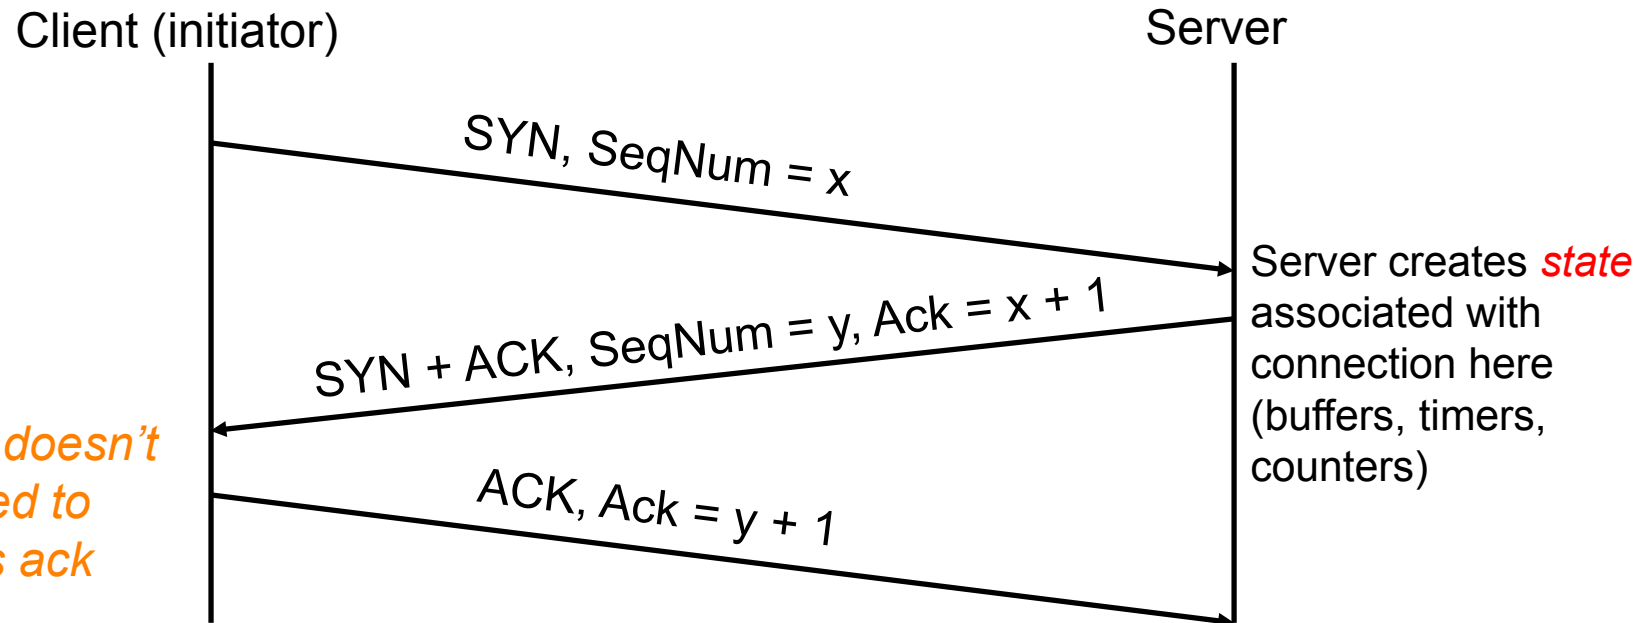 Client (initiator)
Server
SYN, SeqNum = x
Server creates state
associated with
connection here
(buffers, timers,
counters)
SYN + ACK, SeqNum = y, Ack = x + 1
doesn’t
to
ack
ACK, Ack = y + 1